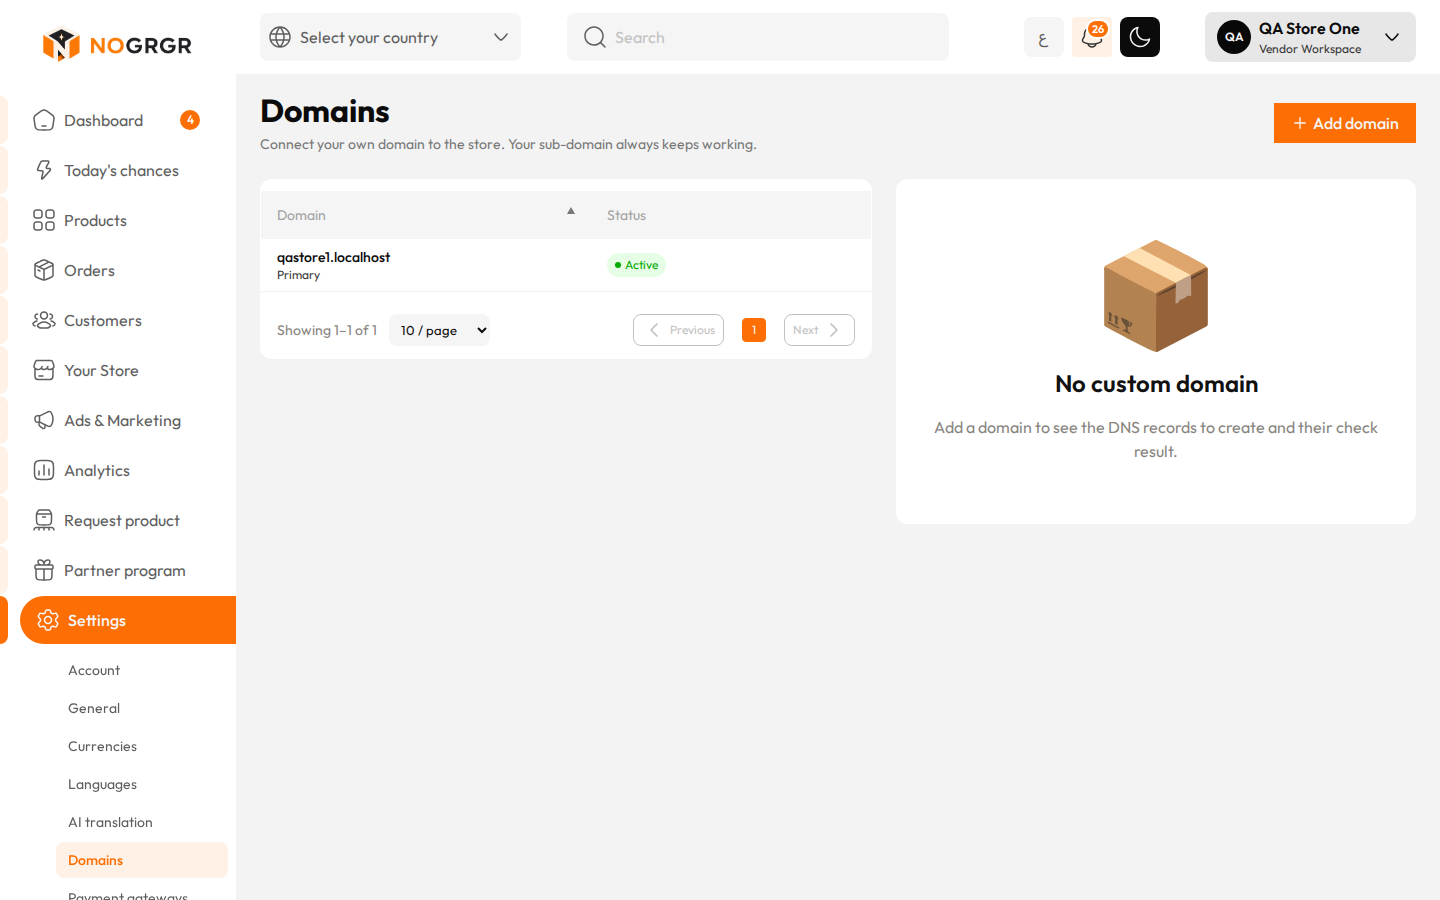 NOGRGR
Select your country
Search
ع
26
QA
QA Store One
Vendor Workspace
Dashboard
4
Today's chances
Products
Orders
Customers
Your Store
Ads & Marketing
Analytics
Request product
Partner program
Settings
Account
General
Currencies
Languages
AI translation
Domains
Payment gateways
Domains
Connect your own domain to the store. Your sub-domain always keeps working.
+ Add domain
Domain ▲ Status
qastore1.localhost
Primary
Active
Showing 1–1 of 1
10 / page
Previous
1
Next
No custom domain
Add a domain to see the DNS records to create and their check
result.